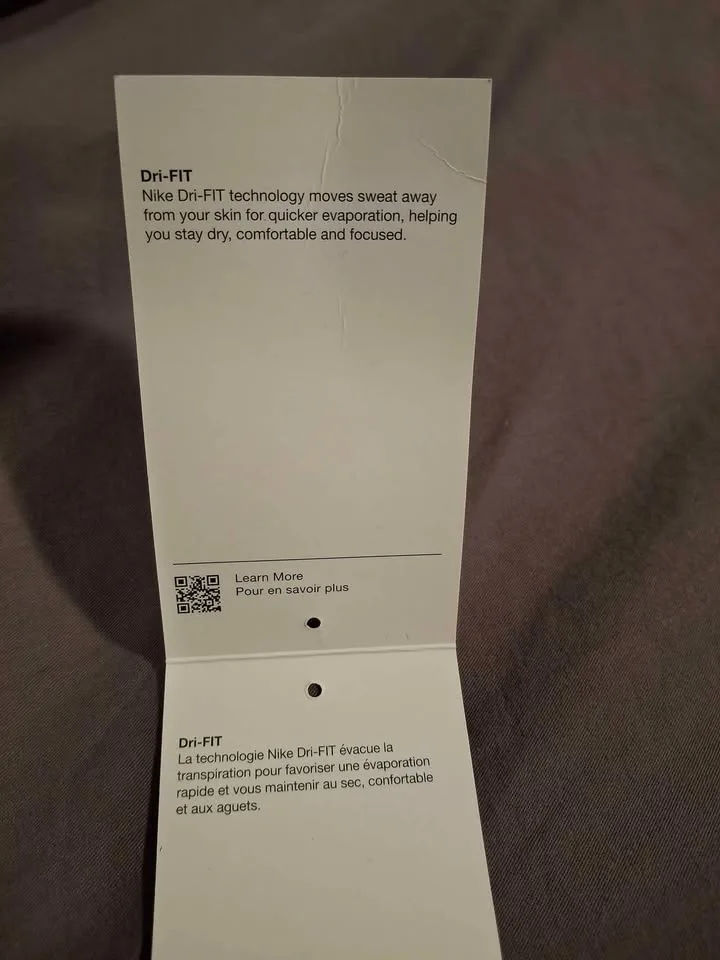 Dri-FIT
Nike Dri-FIT technology moves sweat away
from your skin for quicker evaporation, helping
you stay dry, comfortable and focused.
Learn More
Pour en savoir plus
Dri-FIT
La technologie Nike Dri-FIT évacue la
transpiration pour favoriser une évaporation
rapide et vous maintenir au sec, confortable
et aux aguets.